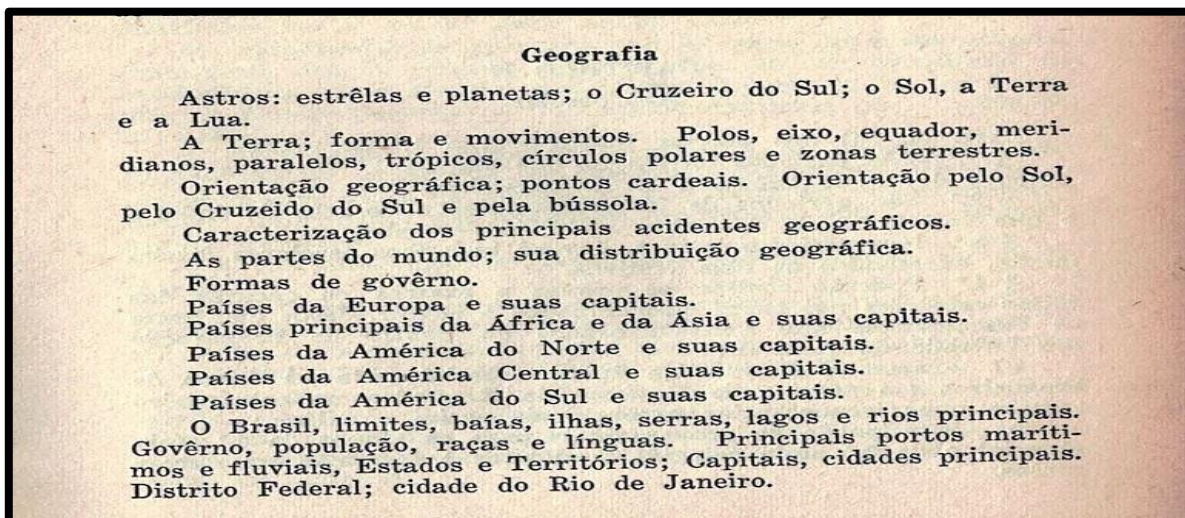 Geografia
Astros: estrêlas e planetas; o Cruzeiro do Sul; o Sol, a Terra
e a Lua.
A Terra; forma e movimentos. Polos, eixo, equador, meri-
dianos, paralelos, trópicos, círculos polares e zonas terrestres.
Orientação geográfica; pontos cardeais. Orientação pelo Sol,
pelo Cruzeido do Sul e pela bússola.
Caracterização dos principais acidentes geográficos.
As partes do mundo; sua distribuição geográfica.
Formas de govêrno.
Países da Europa e suas capitais.
Países principais da África e da Ásia e suas capitais.
Países da América do Norte e suas capitais.
Países da América Central e suas capitais.
Países da América do Sul e suas capitais.
O Brasil, limites, baías, ilhas, serras, lagos e rios principais.
Govêrno, população, raças e línguas. Principais portos maríti-
mos e fluviais, Estados e Territórios; Capitais, cidades principais.
Distrito Federal; cidade do Rio de Janeiro.